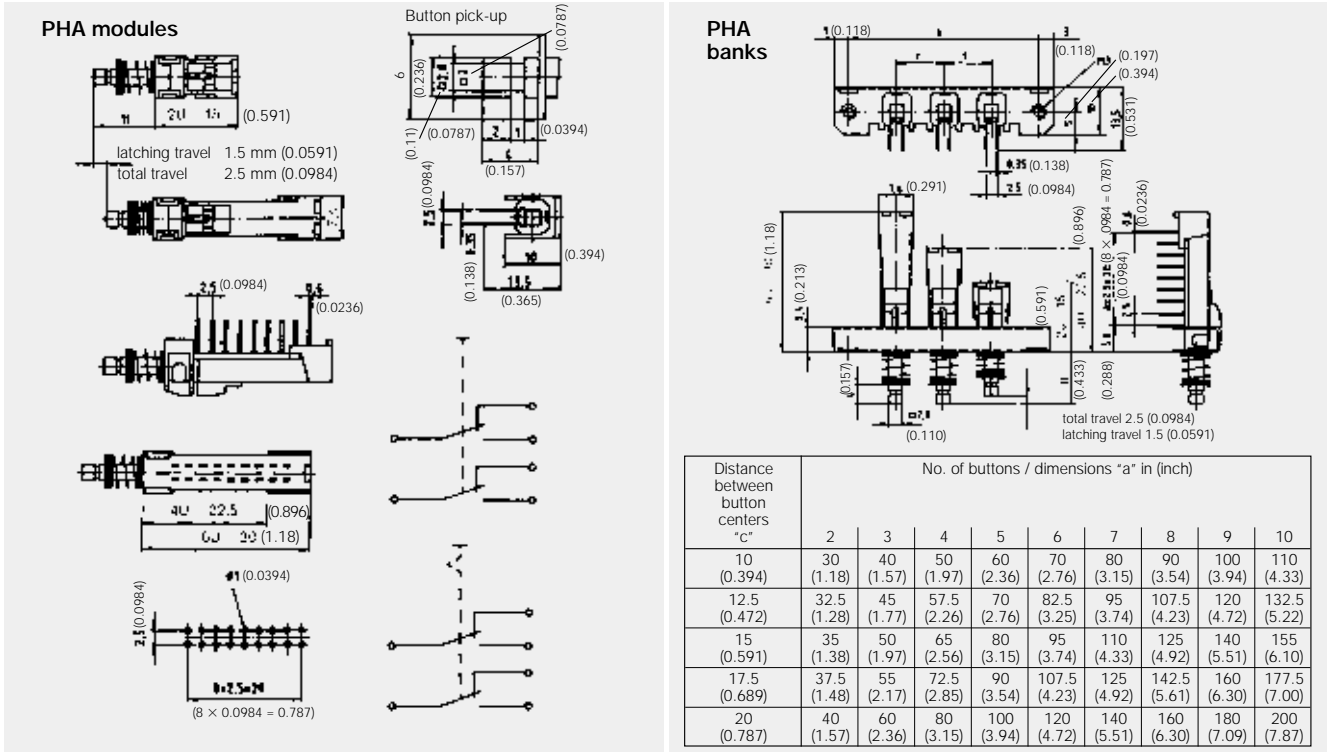 PHA modules
Button pick-up
(0.0787)
6
(0.236)
(0.591)
latching travel 1.5 mm (0.0591)
total travel 2.5 mm (0.0984)
(0.11)
(0.0787)
2
1
(0.0394)
(0.157)
(0.0984)
(0.394)
(0.138)
(0.365)
2,5 (0.0984)
(0.0236)
22.5 (0.896)
(1.18)
(0.0394)
2,5 (0.0984)
(8 × 0.0984 = 0.787)
PHA
banks
(0.118)
3
(0.118)
(0.197)
(0.394)
13,5
(0.531)
(0.138)
(0.291)
2,5 (0.0984)
(1.18)
(0.213)
(0.896)
(0.591)
(8 × .0984 = 0.787)
(0.0984)
(0.0236)
(0.157)
(0.433)
(0.288)
(0.110)
total travel 2.5 (0.0984)
latching travel 1.5 (0.0591)
Distance between button centers "c" No. of buttons / dimensions "a" in (inch)
2 3 4 5 6 7 8 9 10
10 30 40 50 60 70 80 90 100 110
(0.394) (1.18) (1.57) (1.97) (2.36) (2.76) (3.15) (3.54) (3.94) (4.33)
12.5 32.5 45 57.5 70 82.5 95 107.5 120 132.5
(0.472) (1.28) (1.77) (2.26) (2.76) (3.25) (3.74) (4.23) (4.72) (5.22)
15 35 50 65 80 95 110 125 140 155
(0.591) (1.38) (1.97) (2.56) (3.15) (3.74) (4.33) (4.92) (5.51) (6.10)
17.5 37.5 55 72.5 90 107.5 125 142.5 160 177.5
(0.689) (1.48) (2.17) (2.85) (3.54) (4.23) (4.92) (5.61) (6.30) (7.00)
20 40 60 80 100 120 140 160 180 200
(0.787) (1.57) (2.36) (3.15) (3.94) (4.72) (5.51) (6.30) (7.09) (7.87)